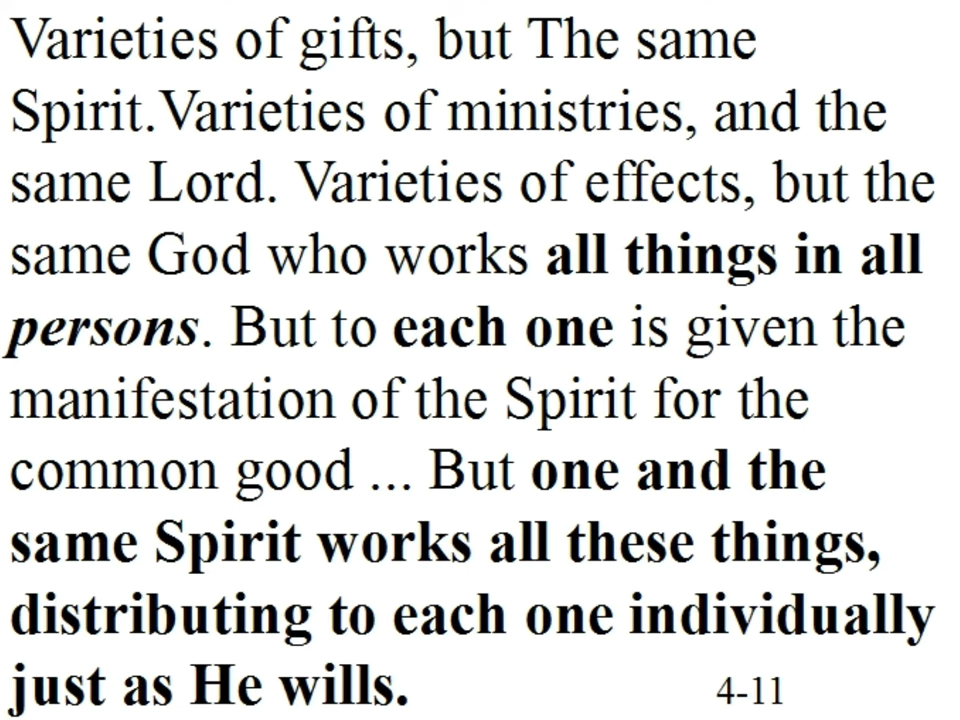 Varieties of gifts, but The same
Spirit.Varieties of ministries, and the
same Lord. Varieties of effects, but the
same God who works all things in all
persons. But to each one is given the
manifestation of the Spirit for the
common good ... But one and the
same Spirit works all these things,
distributing to each one individually
just as He wills. 4-11